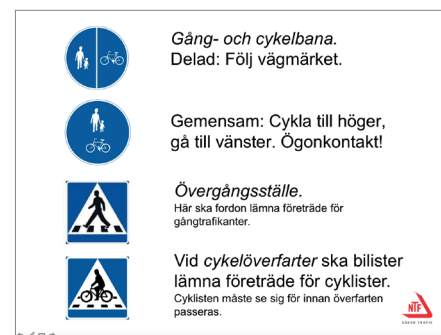 Gång- och cykelbana.
Delad: Följ vägmärket.
Gemensam: Cykla till höger,
gå till vänster. Ögonkontakt!
Övergångsställe.
Här ska fordon lämna företräde för
gångtrafikanter.
Vid cykelöverfarter ska bilister
lämna företräde för cyklister.
Cyklisten måste se sig för innan överfarten
passeras.
NTF
SÄKER TRAFIK